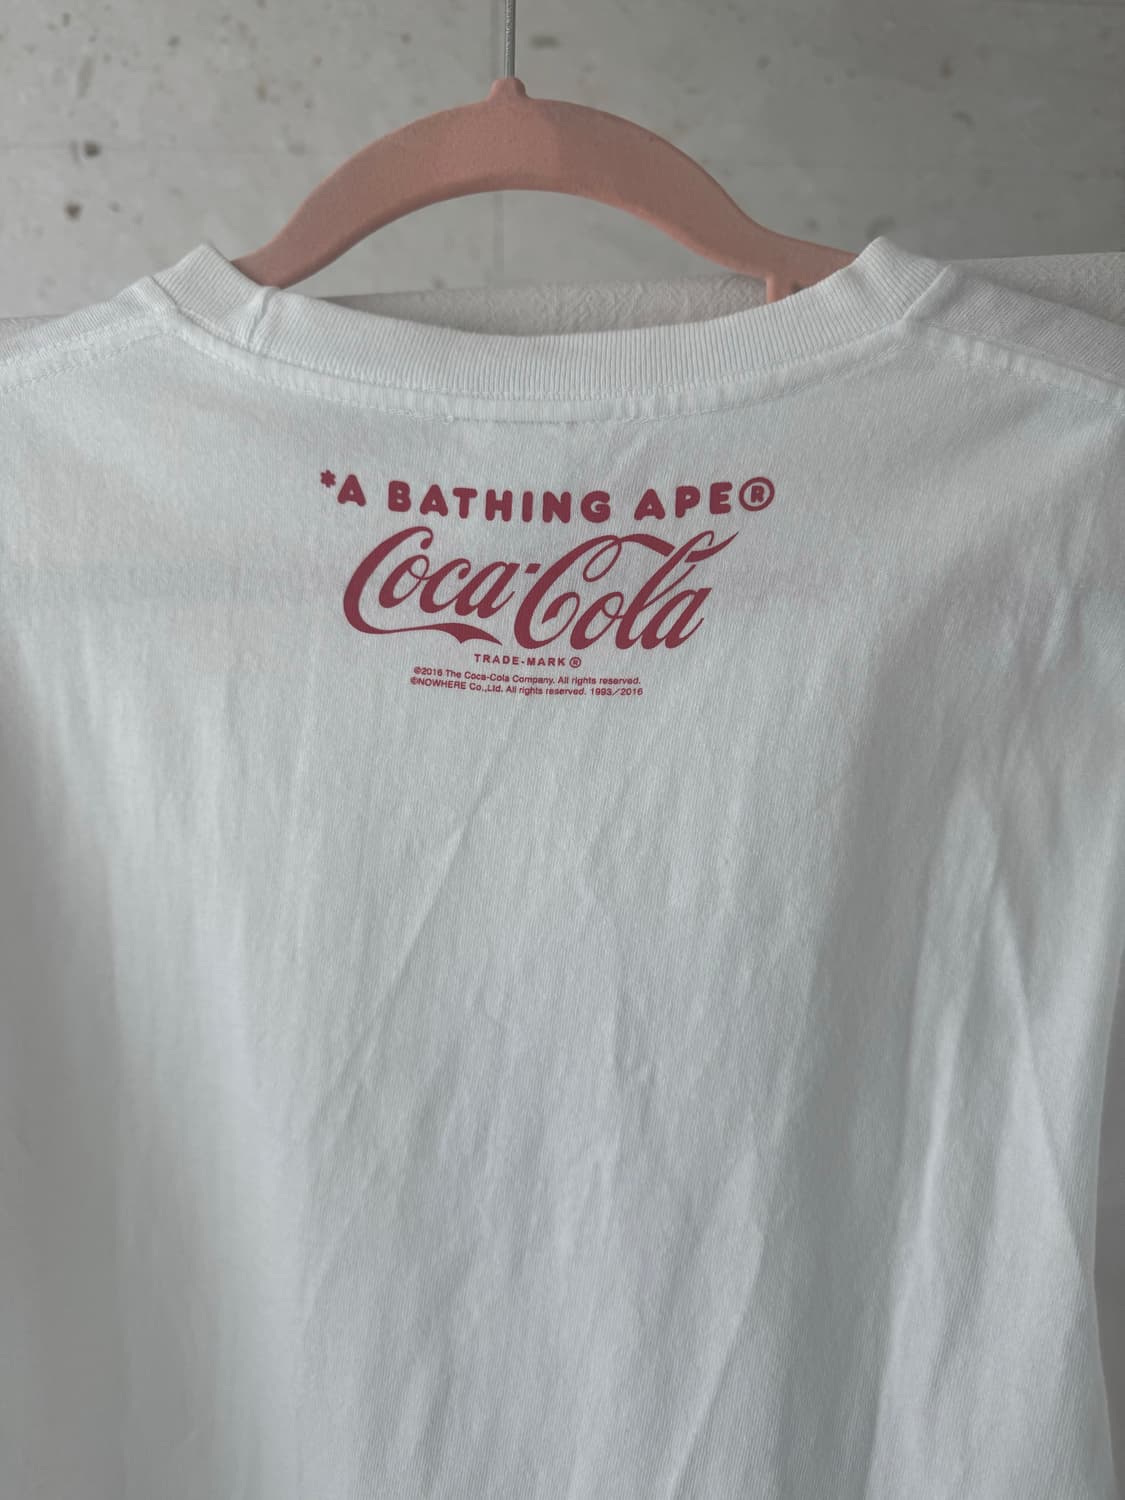 *A BATHING APE®
Coca-Cola
TRADE-MARK®
©2016 The Coca-Cola Company. All rights reserved.
©NOWHERE Co.,Ltd. All rights reserved. 1993/2016